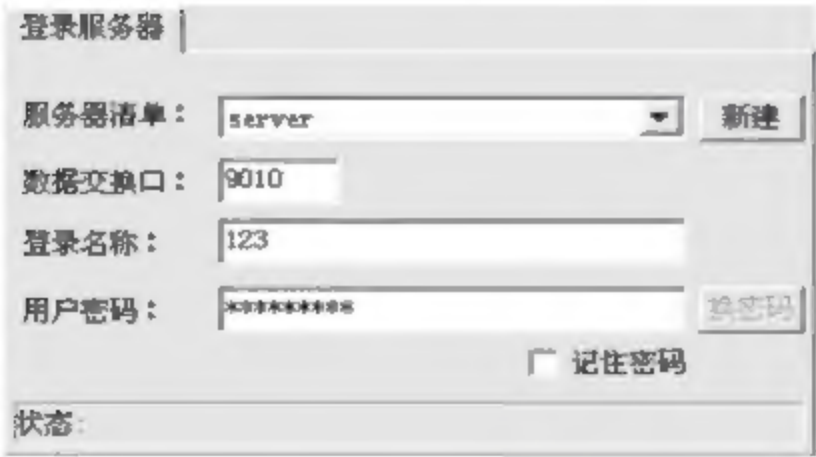 登录服务器
服务器清单： server 新建
数据交换口： 9010
登录名称： 123
用户密码： ********* 换密码
记住密码
状态: